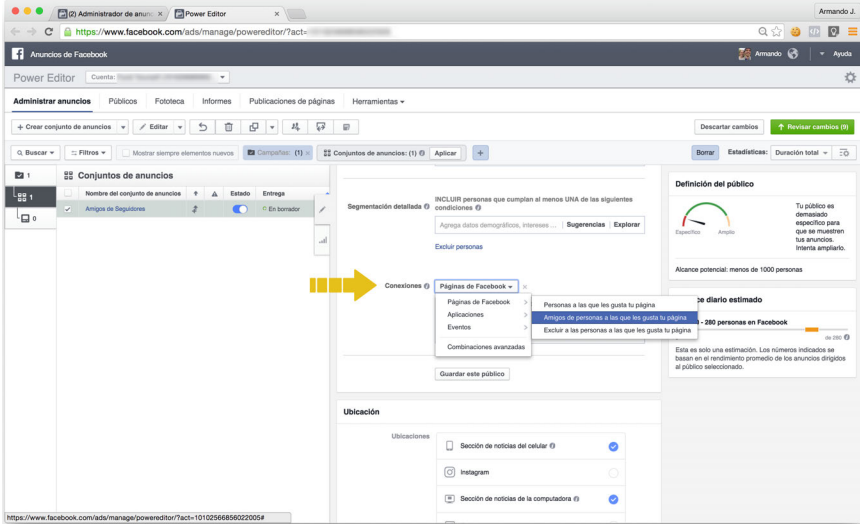 (2) Administrador de anunc
Power Editor
Armando J.
https://www.facebook.com/ads/manage/powereditor/?act=
Anuncios de Facebook
Armando
Ayuda
Power Editor
Cuenta:
Administrar anuncios
Públicos
Fototeca
Informes
Publicaciones de páginas
Herramientas
+ Crear conjunto de anuncios
Editar
Descartar cambios
Revisar cambios (9)
Buscar
Filtros
Mostrar siempre elementos nuevos
Campañas: (1)
Conjuntos de anuncios: (1)
Aplicar
+
Borrar
Estadísticas:
Duración total
1
1
0
Conjuntos de anuncios
Nombre del conjunto de anuncios
Estado
Entrega
Amigos de Seguidores
En borrador
Segmentación detallada
INCLUIR personas que cumplan al menos UNA de las siguientes
condiciones
Agrega datos demográficos, intereses ...
Sugerencias
Explorar
Excluir personas
Conexiones
Páginas de Facebook
Páginas de Facebook
Aplicaciones
Eventos
Combinaciones avanzadas
Personas a las que les gusta tu página
Amigos de personas a las que les gusta tu página
Excluir a las personas a las que les gusta tu página
Guardar este público
Ubicación
Ubicaciones
Sección de noticias del celular
Instagram
Sección de noticias de la computadora
Definición del público
Específico
Amplio
Tu público es
demasiado
específico para
que se muestren
tus anuncios.
Intenta ampliarlo.
Alcance potencial: menos de 1000 personas
ce diario estimado
- 280 personas en Facebook
de 280
Esta es solo una estimación. Los números indicados se
basan en el rendimiento promedio de los anuncios dirigidos
al público seleccionado.
https://www.facebook.com/ads/manage/powereditor/?act=10102566856022005#